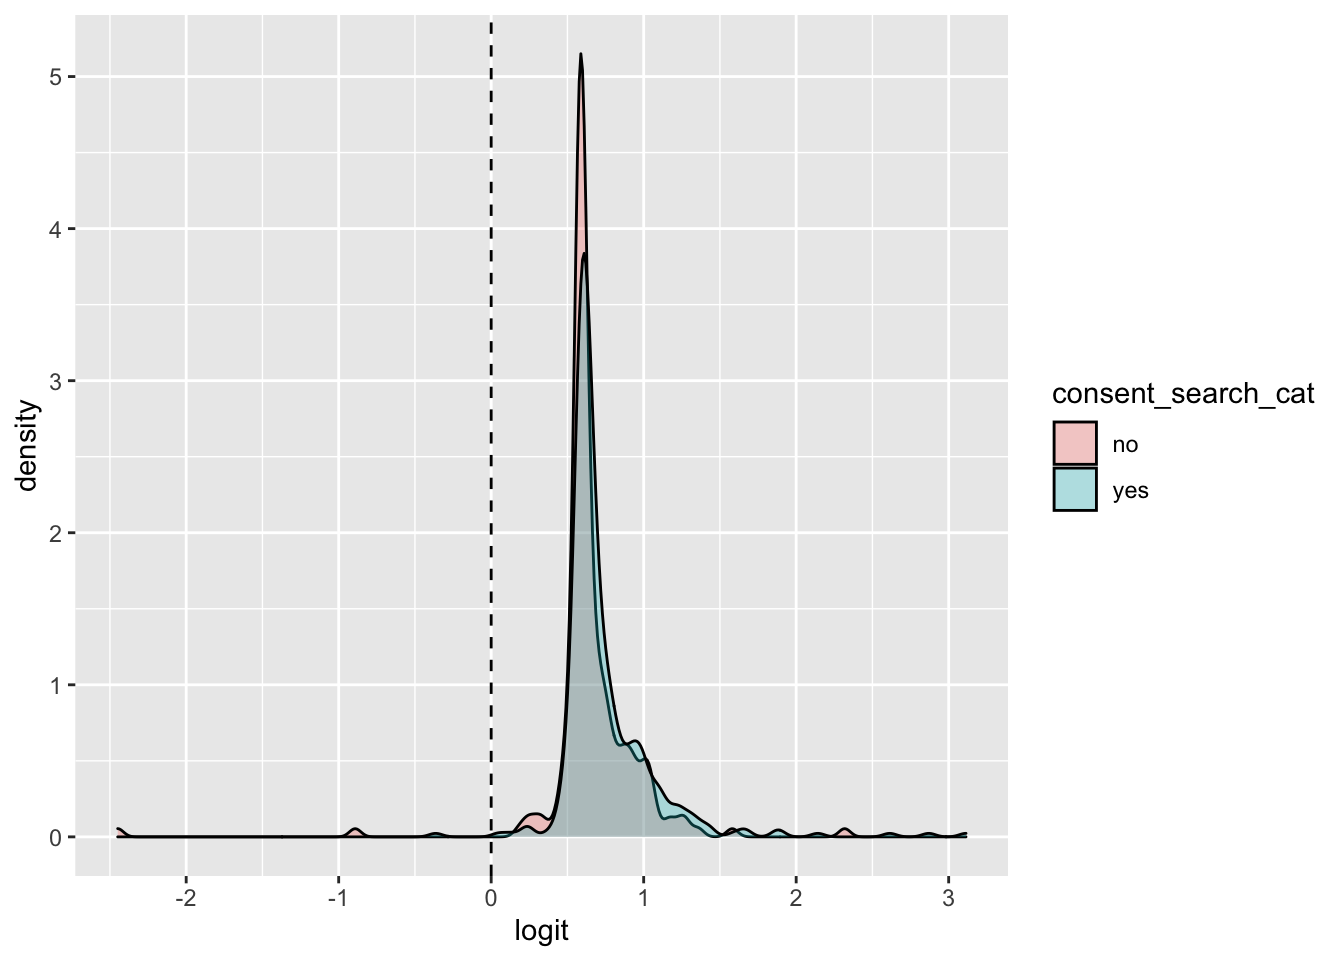 5
4
3
2
1
0
density
-2 -1 0 1 2 3
logit
consent_search_cat
no
yes